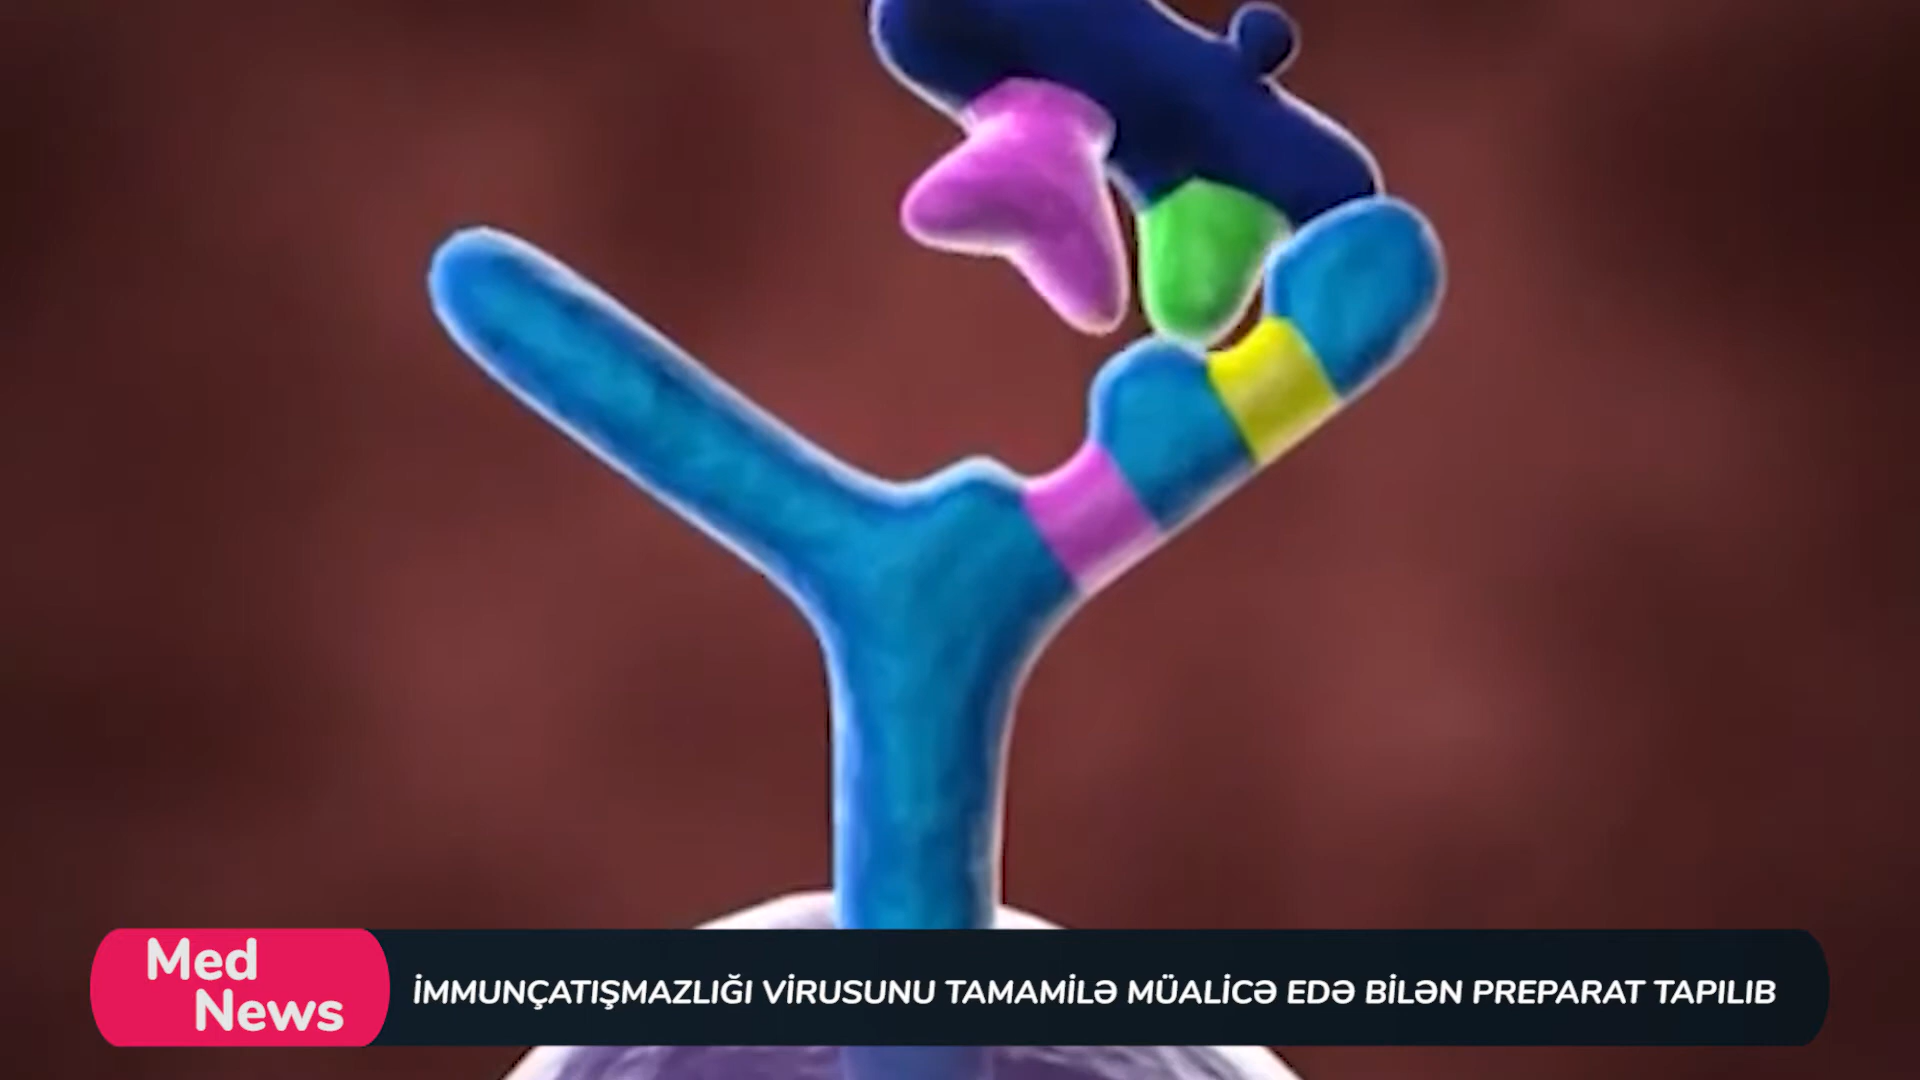 Med
News
İMMUNÇATIŞMAZLIĞI VİRUSUNU TAMAMİLƏ MÜALİCƏ EDƏ BİLƏN PREPARAT TAPILIB